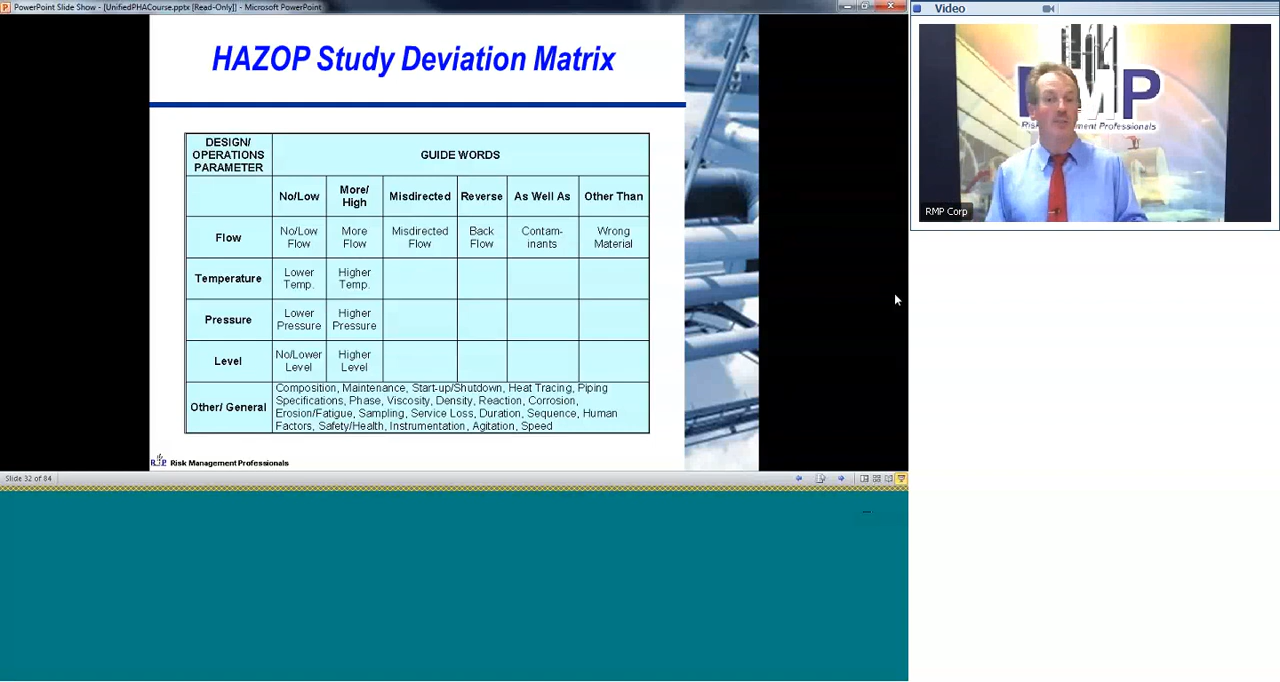 PowerPoint Slide Show - [UnifiedPHACourse.pptx [Read-Only]] - Microsoft PowerPoint
Video
HAZOP Study Deviation Matrix
DESIGN/
OPERATIONS
PARAMETER
GUIDE WORDS
No/Low
More/
High
Misdirected
Reverse
As Well As
Other Than
Flow
No/Low
Flow
More
Flow
Misdirected
Flow
Back
Flow
Contam-
inants
Wrong
Material
Temperature
Lower
Temp.
Higher
Temp.
Pressure
Lower
Pressure
Higher
Pressure
Level
No/Lower
Level
Higher
Level
Other/ General
Composition, Maintenance, Start-up/Shutdown, Heat Tracing, Piping
Specifications, Phase, Viscosity, Density, Reaction, Corrosion,
Erosion/Fatigue, Sampling, Service Loss, Duration, Sequence, Human
Factors, Safety/Health, Instrumentation, Agitation, Speed
RMP Risk Management Professionals
Slide 32 of 84
MP
Professionals
RMP Corp